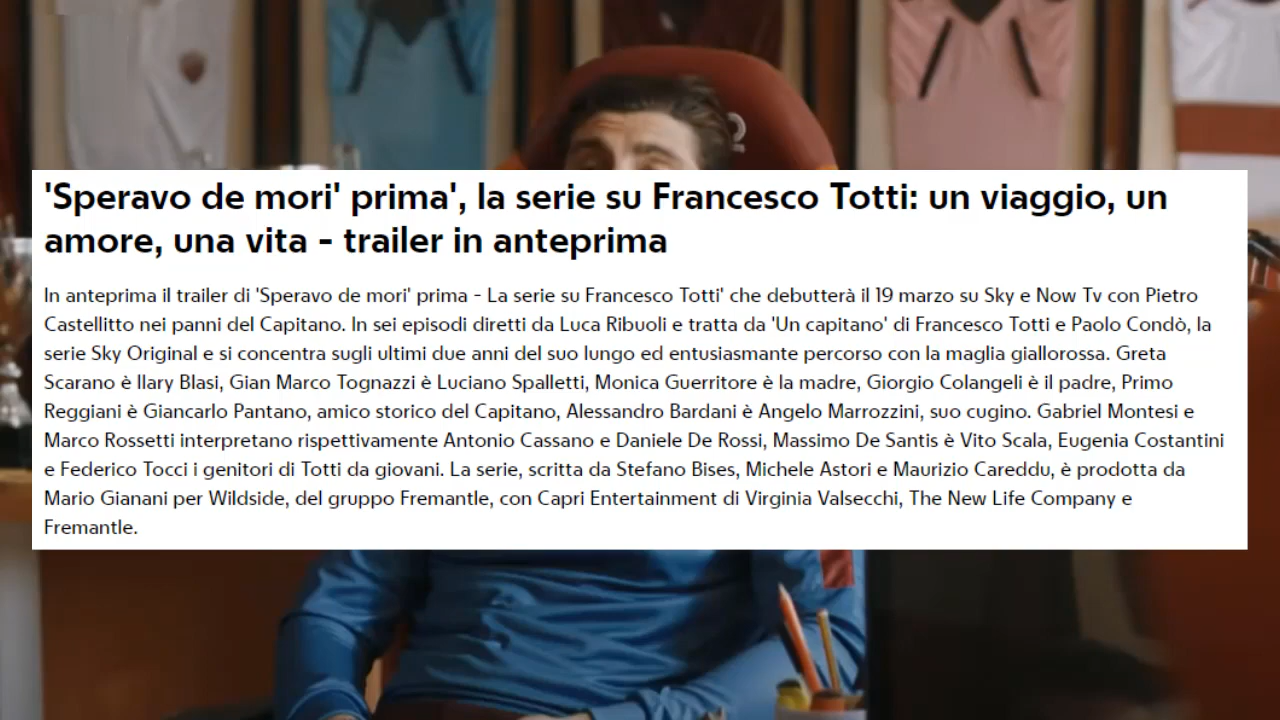 'Speravo de mori' prima', la serie su Francesco Totti: un viaggio, un
amore, una vita - trailer in anteprima
In anteprima il trailer di 'Speravo de mori' prima - La serie su Francesco Totti' che debutterà il 19 marzo su Sky e Now Tv con Pietro
Castellitto nei panni del Capitano. In sei episodi diretti da Luca Ribuoli e tratta da 'Un capitano' di Francesco Totti e Paolo Condò, la
serie Sky Original e si concentra sugli ultimi due anni del suo lungo ed entusiasmante percorso con la maglia giallorossa. Greta
Scarano è Ilary Blasi, Gian Marco Tognazzi è Luciano Spalletti, Monica Guerritore è la madre, Giorgio Colangeli è il padre, Primo
Reggiani è Giancarlo Pantano, amico storico del Capitano, Alessandro Bardani è Angelo Marrozzini, suo cugino. Gabriel Montesi e
Marco Rossetti interpretano rispettivamente Antonio Cassano e Daniele De Rossi, Massimo De Santis è Vito Scala, Eugenia Costantini
e Federico Tocci i genitori di Totti da giovani. La serie, scritta da Stefano Bises, Michele Astori e Maurizio Careddu, è prodotta da
Mario Gianani per Wildside, del gruppo Fremantle, con Capri Entertainment di Virginia Valsecchi, The New Life Company e
Fremantle.